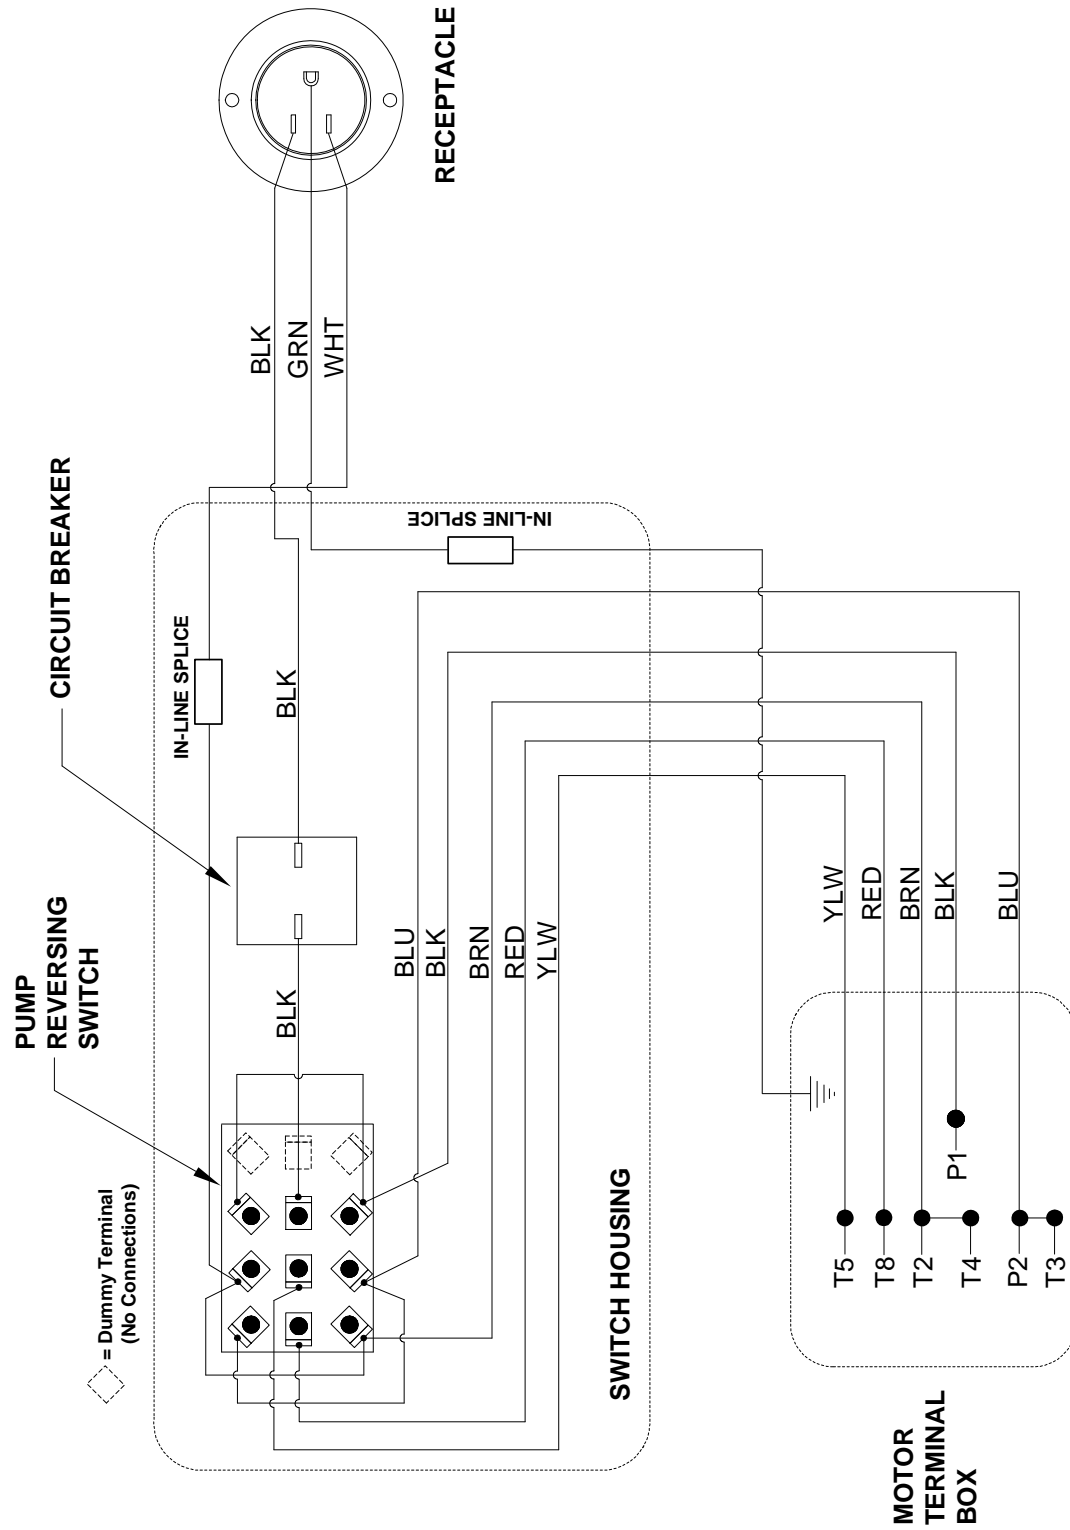 PUMP
REVERSING
SWITCH
CIRCUIT BREAKER
RECEPTACLE
= Dummy Terminal
(No Connections)
IN-LINE SPLICE
BLK
GRN
WHT
BLK
BLK
IN-LINE SPLICE
BLU
BLK
BRN
RED
YLW
SWITCH HOUSING
YLW
RED
BRN
BLK
BLU
T5
T8
T2
T4
P1
P2
T3
MOTOR
TERMINAL
BOX